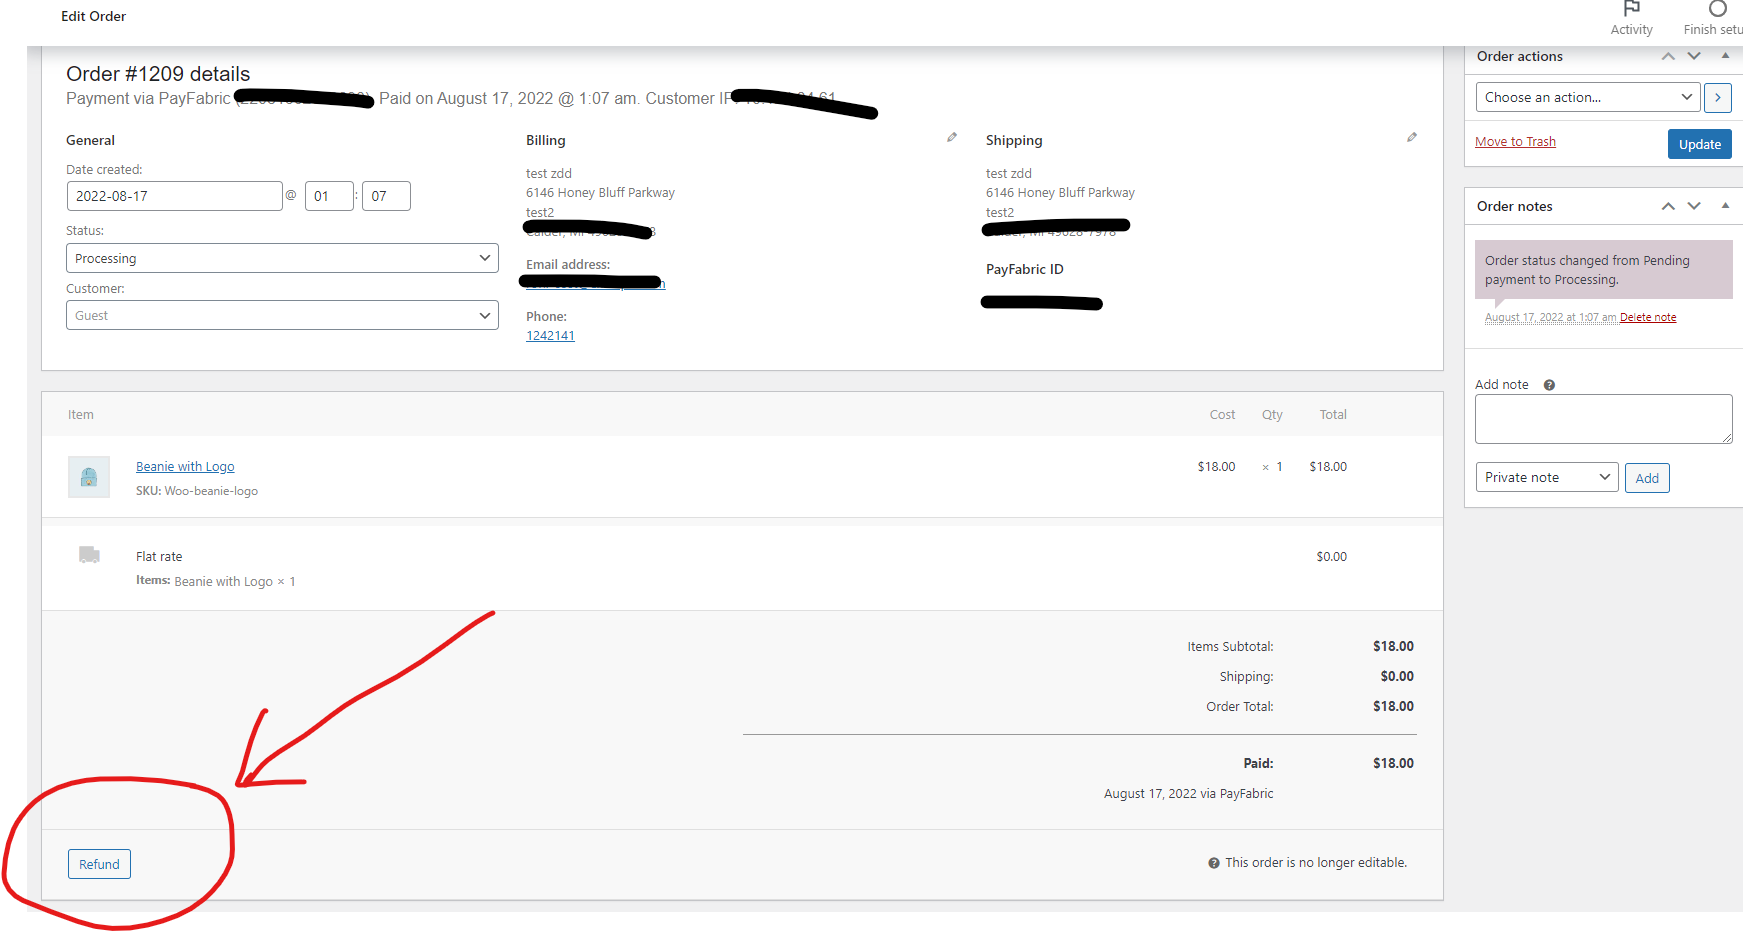 Edit Order
Activity
Finish setu
Order #1209 details
Payment via PayFabric Paid on August 17, 2022 @ 1:07 am. Customer
General
Date created:
2022-08-17 @ 01 : 07
Status:
Processing
Customer:
Guest
Billing
test zdd
6146 Honey Bluff Parkway
test2
Email address:
Phone:
1242141
Shipping
test zdd
6146 Honey Bluff Parkway
test2
PayFabric ID
Order actions
Choose an action...
Move to Trash
Update
Order notes
Order status changed from Pending
payment to Processing.
August 17, 2022 at 1:07 am Delete note
Add note
Private note
Add
Item Cost Qty Total
Beanie with Logo $18.00 × 1 $18.00
SKU: Woo-beanie-logo
Flat rate $0.00
Items: Beanie with Logo × 1
Items Subtotal: $18.00
Shipping: $0.00
Order Total: $18.00
Paid: $18.00
August 17, 2022 via PayFabric
Refund
This order is no longer editable.